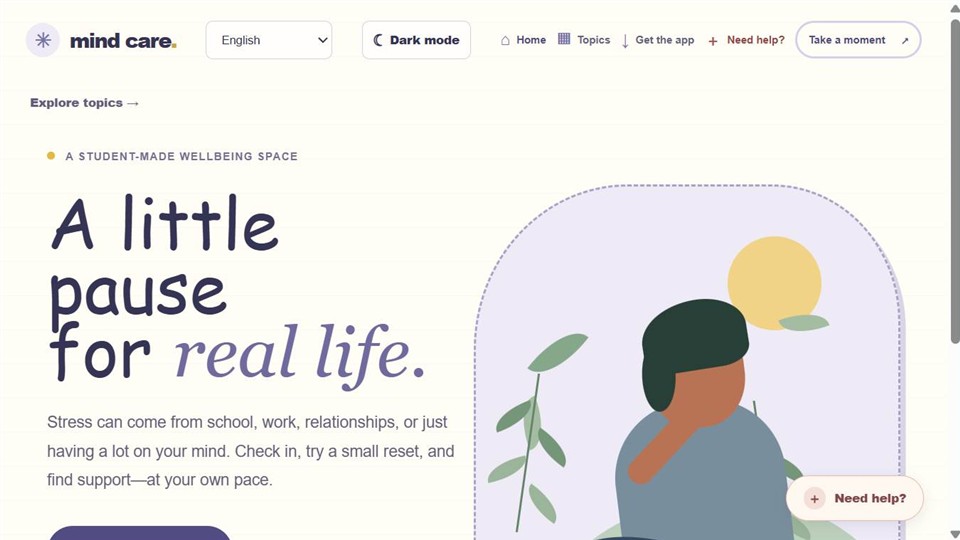 mind care.
English
Dark mode
Home
Topics
Get the app
Need help?
Take a moment ↗
Explore topics →
A STUDENT-MADE WELLBEING SPACE
A little
pause
for real life.
Stress can come from school, work, relationships, or just
having a lot on your mind. Check in, try a small reset, and
find support—at your own pace.
+ Need help?